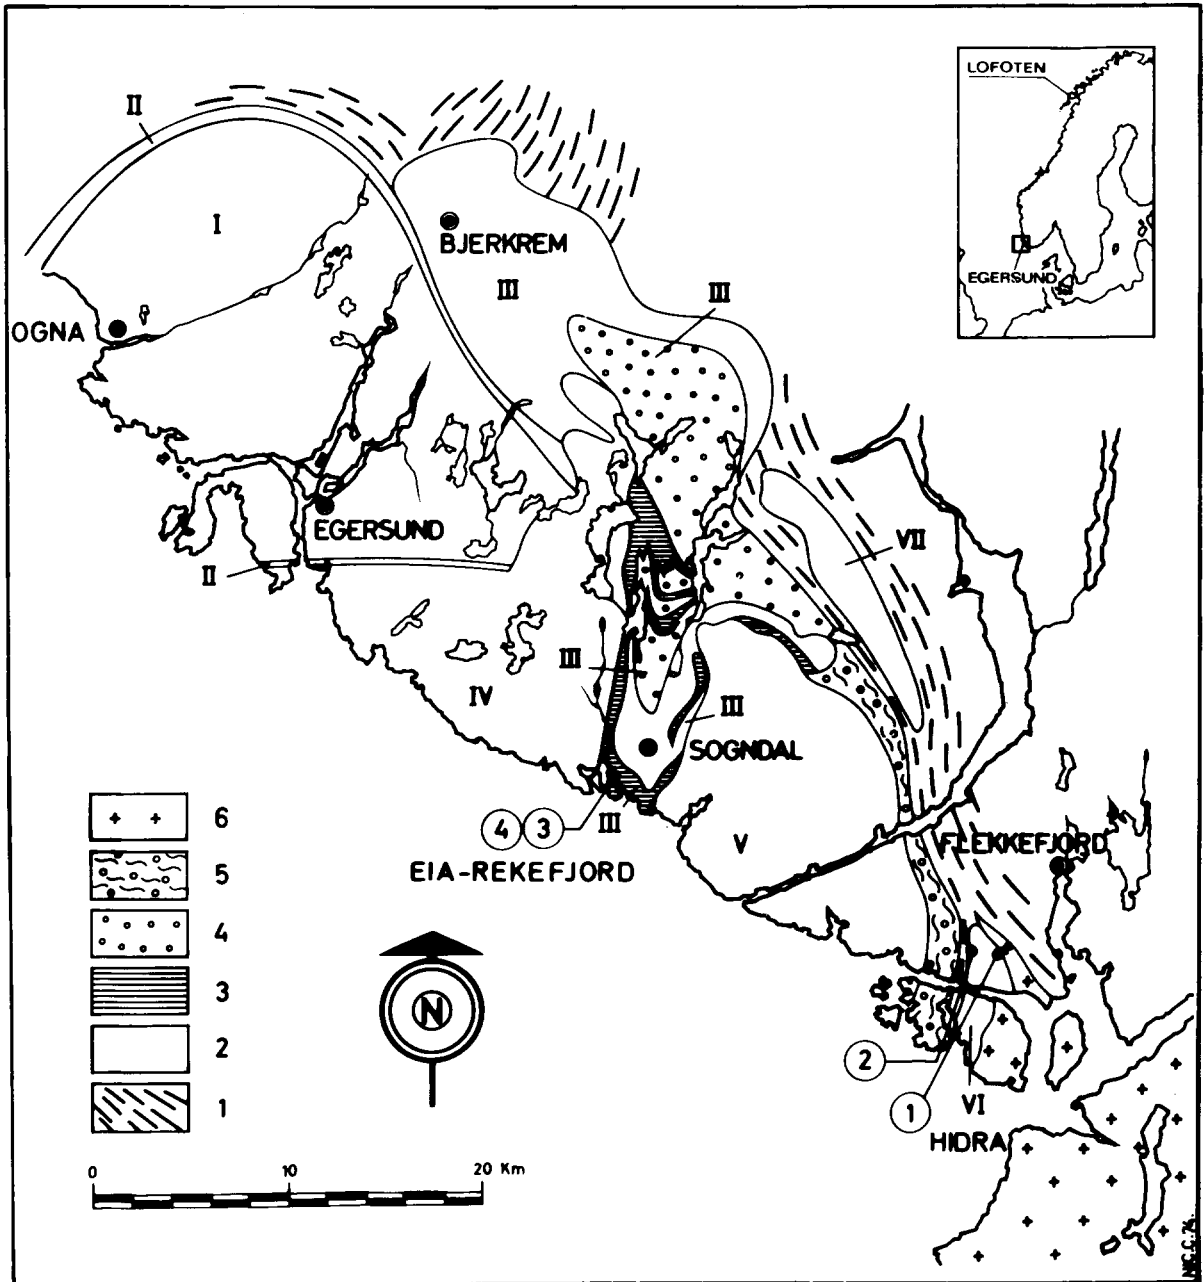 LOFOTEN
EGERSUND
II
I
BJERKREM
III
III
OGNA
EGERSUND
II
VII
III
IV
III
SOGNDAL
6
4 3
III
V
FLEKKEFJORD
5
EIA-REKEFJORD
4
N
3
2
2
1
1
VI
HIDRA
0 10 20 Km